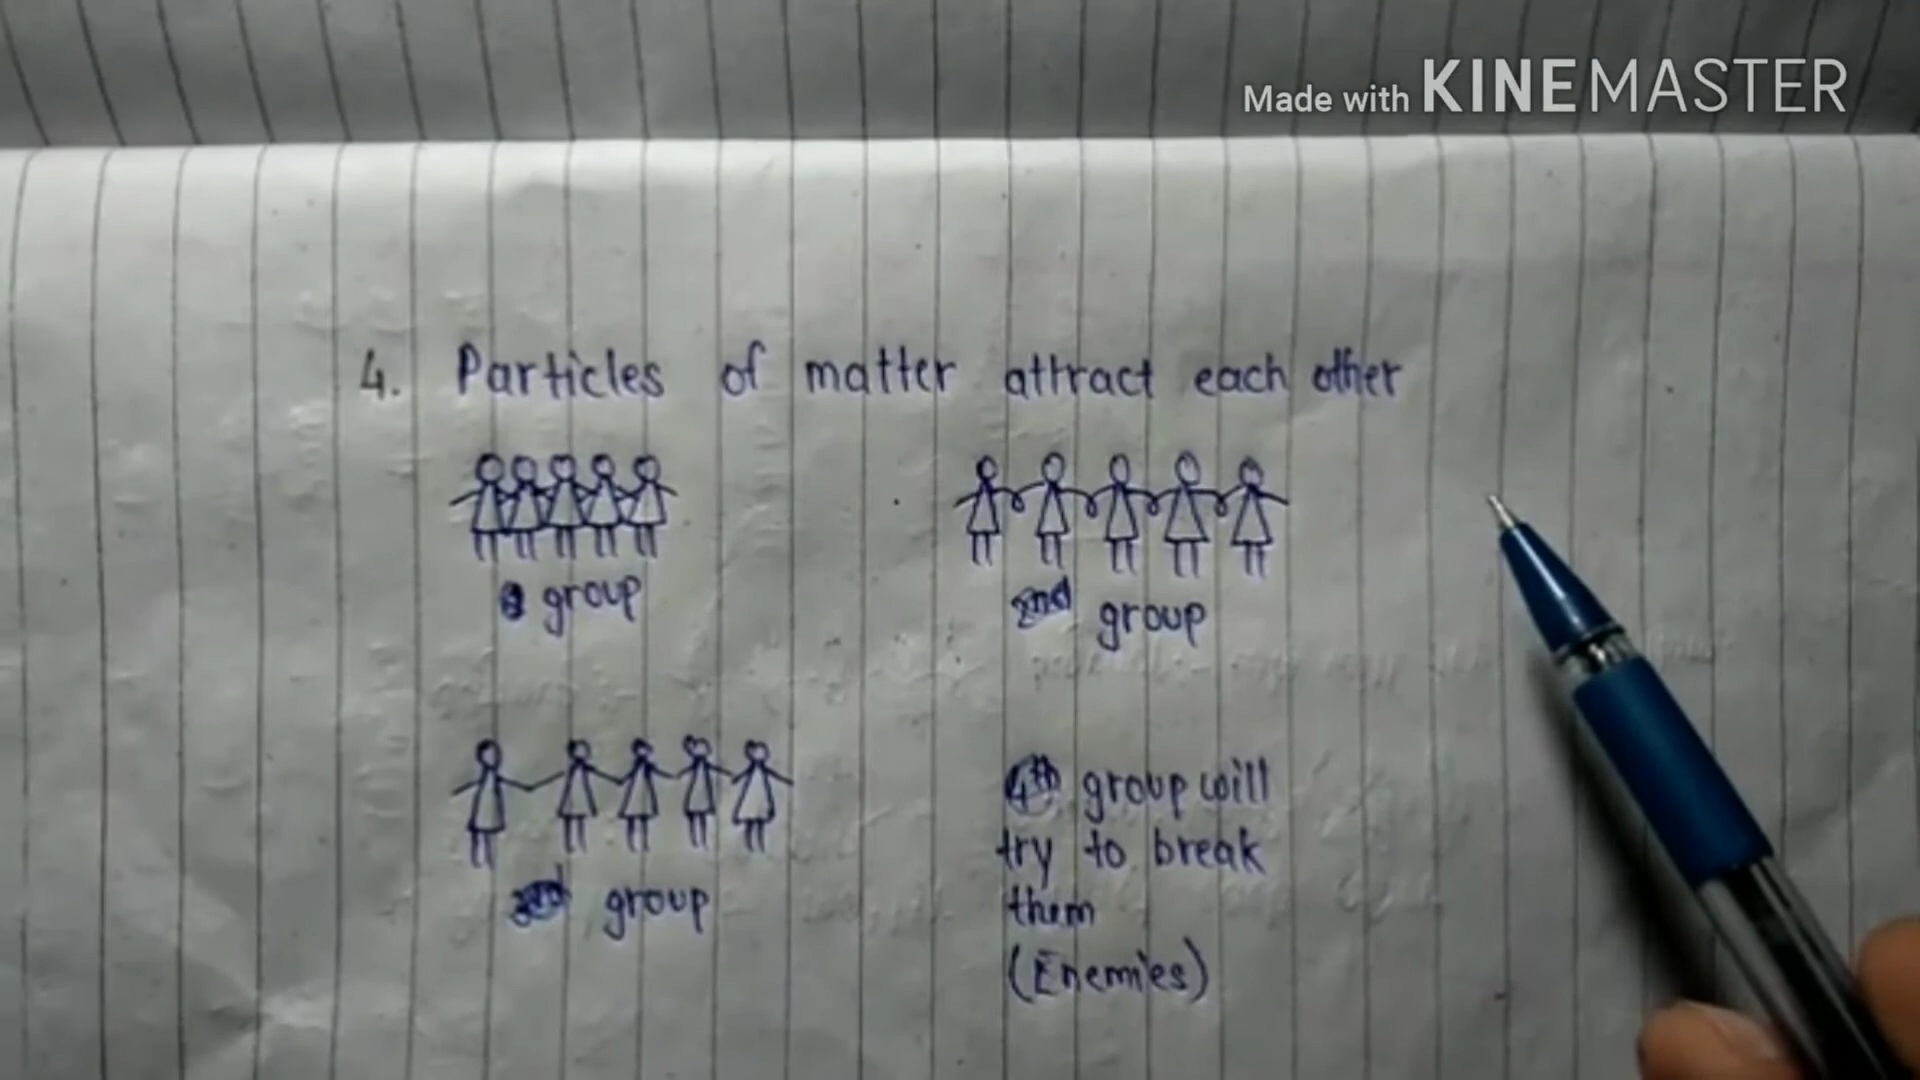 Made with KINEMASTER
4. Particles of matter attract each other
group
2nd group
3rd group
4th group will
try to break
them
(Enemies)